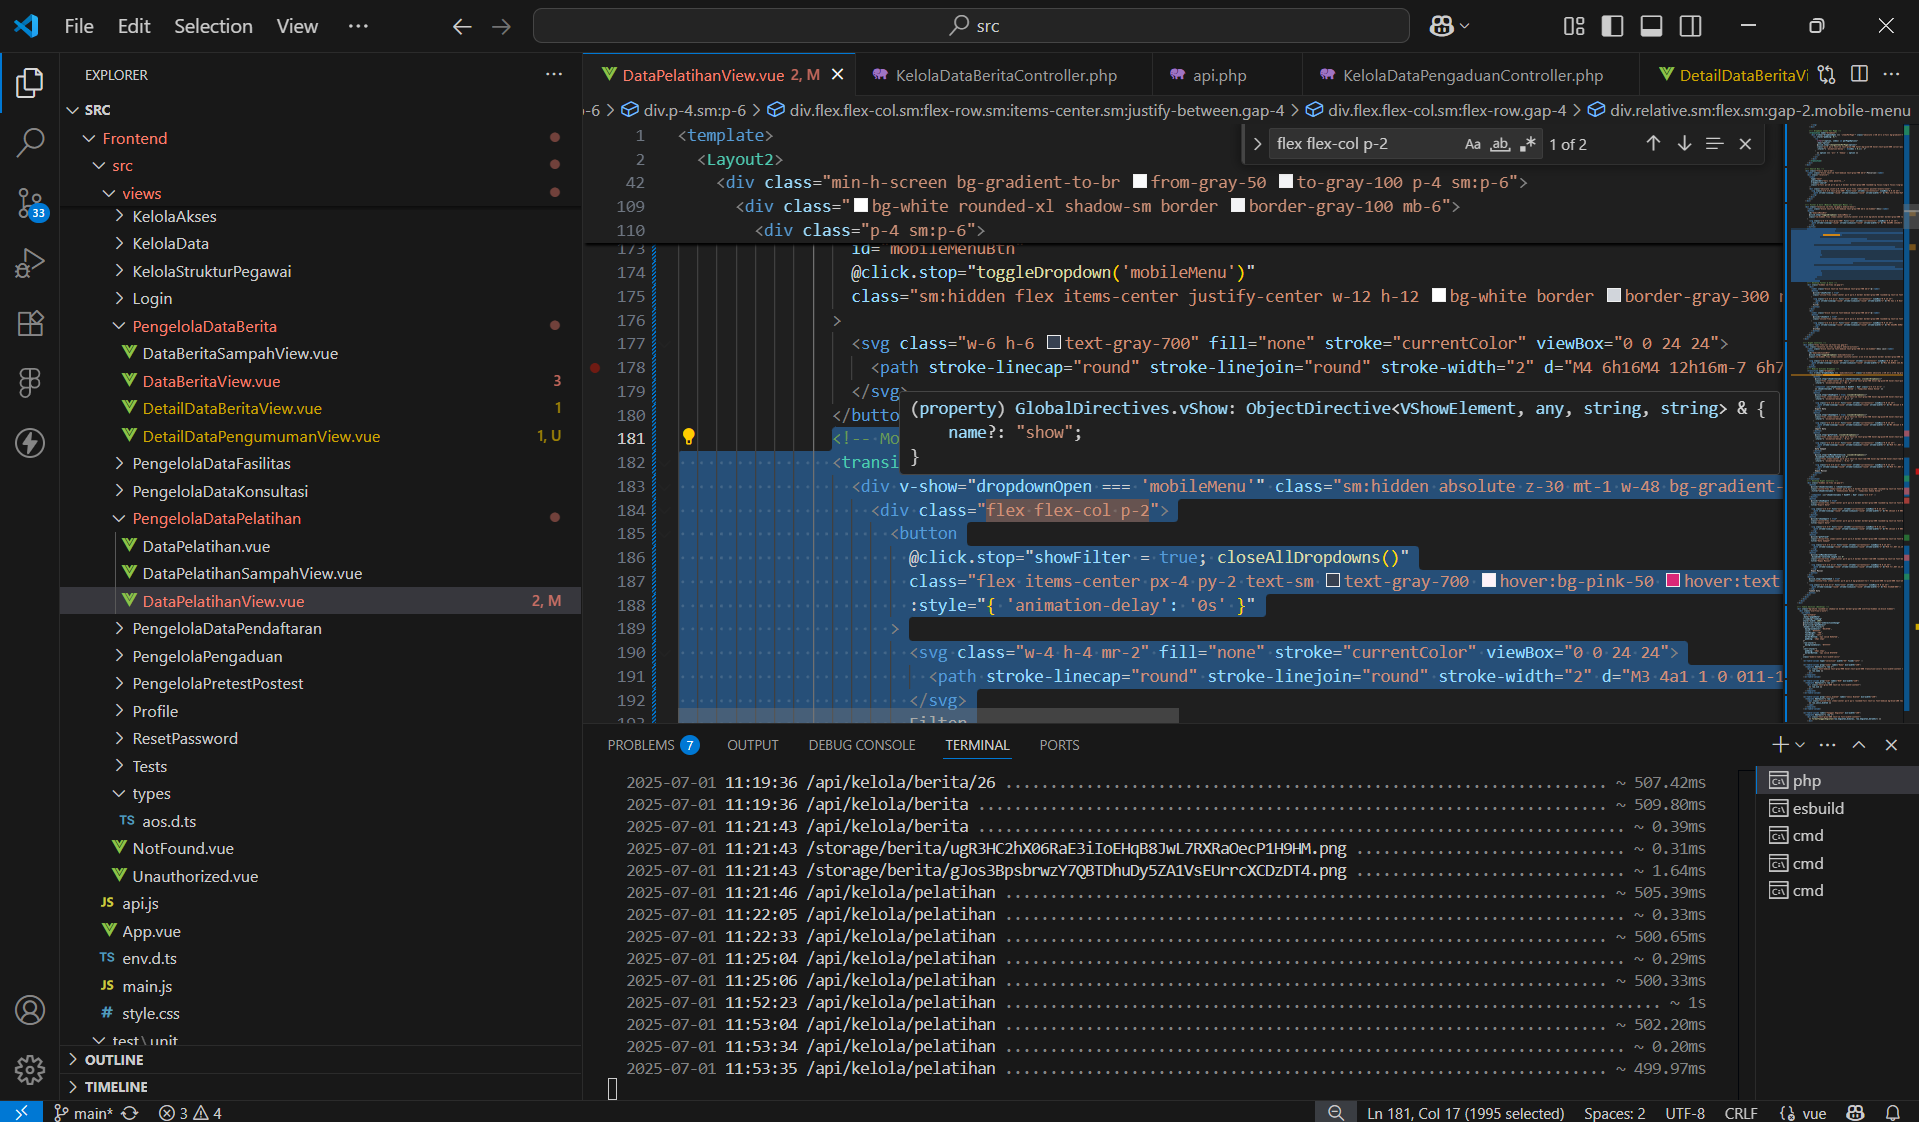 File Edit Selection View ···
src
EXPLORER
SRC
Frontend
src
views
KelolaAkses
KelolaData
KelolaStrukturPegawai
Login
PengelolaDataBerita
DataBeritaSampahView.vue
DataBeritaView.vue 3
DetailDataBeritaView.vue 1
DetailDataPengumumanView.vue 1, U
PengelolaDataFasilitas
PengelolaDataKonsultasi
PengelolaDataPelatihan
DataPelatihan.vue
DataPelatihanSampahView.vue
DataPelatihanView.vue 2, M
PengelolaDataPendaftaran
PengelolaPengaduan
PengelolaPretestPostest
Profile
ResetPassword
Tests
types
TS aos.d.ts
NotFound.vue
Unauthorized.vue
JS api.js
App.vue
TS env.d.ts
JS main.js
# style.css
test\unit
OUTLINE
TIMELINE
33
DataPelatihanView.vue 2, M
KelolaDataBeritaController.php
api.php
KelolaDataPengaduanController.php
DetailDataBeritaVi
p-6 > div.p-4.sm:p-6 > div.flex.flex-col.sm:flex-row.sm:items-center.sm:justify-between.gap-4 > div.flex.flex-col.sm:flex-row.gap-4 > div.relative.sm:flex.sm:gap-2.mobile-menu
flex flex-col p-2 Aa ab 1 of 2
1 <template>
2 <Layout2>
42 <div class="min-h-screen bg-gradient-to-br from-gray-50 to-gray-100 p-4 sm:p-6">
109 <div class="bg-white rounded-xl shadow-sm border border-gray-100 mb-6">
110 <div class="p-4 sm:p-6">
173 id="mobileMenuBtn"
174 @click.stop="toggleDropdown('mobileMenu')"
175 class="sm:hidden flex items-center justify-center w-12 h-12 bg-white border border-gray-300
176 >
177 <svg class="w-6 h-6 text-gray-700" fill="none" stroke="currentColor" viewBox="0 0 24 24">
178 <path stroke-linecap="round" stroke-linejoin="round" stroke-width="2" d="M4 6h16M4 12h16m-7 6h7
179 </svg>
180 </butto
181 <!-- Mo
182 <transi
(property) GlobalDirectives.vShow: ObjectDirective<VShowElement, any, string, string> & {
name?: "show";
}
183 <div v-show="dropdownOpen === 'mobileMenu'" class="sm:hidden absolute z-30 mt-1 w-48 bg-gradient-
184 <div class="flex flex-col p-2">
185 <button
186 @click.stop="showFilter = true; closeAllDropdowns()"
187 class="flex items-center px-4 py-2 text-sm text-gray-700 hover:bg-pink-50 hover:text
188 :style="{ 'animation-delay': '0s' }"
189 >
190 <svg class="w-4 h-4 mr-2" fill="none" stroke="currentColor" viewBox="0 0 24 24">
191 <path stroke-linecap="round" stroke-linejoin="round" stroke-width="2" d="M3 4a1 1 0 011-1
192 </svg>
193 Filter
PROBLEMS 7 OUTPUT DEBUG CONSOLE TERMINAL PORTS
2025-07-01 11:19:36 /api/kelola/berita/26 ~ 507.42ms
2025-07-01 11:19:36 /api/kelola/berita ~ 509.80ms
2025-07-01 11:21:43 /api/kelola/berita ~ 0.39ms
2025-07-01 11:21:43 /storage/berita/ugR3HC2hX06RaE3iIoEHqB8JwL7RXRaOecP1H9HM.png ~ 0.31ms
2025-07-01 11:21:43 /storage/berita/gJos3BpsbrwzY7QBTDhuDy5ZA1VsEUrrcXCDzDT4.png ~ 1.64ms
2025-07-01 11:21:46 /api/kelola/pelatihan ~ 505.39ms
2025-07-01 11:22:05 /api/kelola/pelatihan ~ 0.33ms
2025-07-01 11:22:33 /api/kelola/pelatihan ~ 500.65ms
2025-07-01 11:25:04 /api/kelola/pelatihan ~ 0.29ms
2025-07-01 11:25:06 /api/kelola/pelatihan ~ 500.33ms
2025-07-01 11:52:23 /api/kelola/pelatihan ~ 1s
2025-07-01 11:53:04 /api/kelola/pelatihan ~ 502.20ms
2025-07-01 11:53:34 /api/kelola/pelatihan ~ 0.20ms
2025-07-01 11:53:35 /api/kelola/pelatihan ~ 499.97ms
php
esbuild
cmd
cmd
cmd
main* 3 4
Ln 181, Col 17 (1995 selected) Spaces: 2 UTF-8 CRLF vue